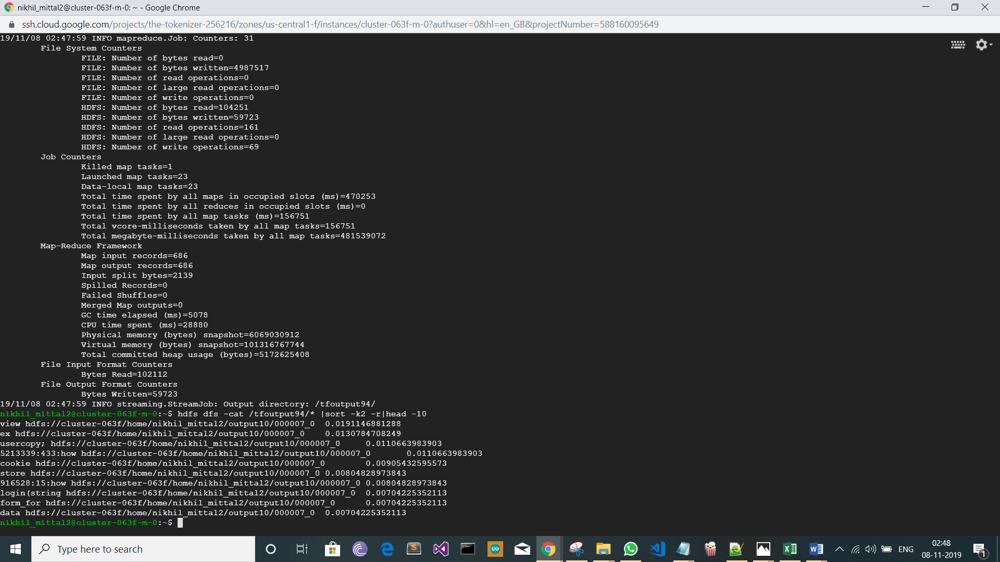 nikhil_mittal2@cluster-063f-m-0: ~ - Google Chrome
ssh.cloud.google.com/projects/the-tokenizer-256216/zones/us-central1-f/instances/cluster-063f-m-0?authuser=0&hl=en_GB&projectNumber=588160095649
19/11/08 02:47:59 INFO mapreduce.Job: Counters: 31
File System Counters
FILE: Number of bytes read=0
FILE: Number of bytes written=4987517
FILE: Number of read operations=0
FILE: Number of large read operations=0
FILE: Number of write operations=0
HDFS: Number of bytes read=104251
HDFS: Number of bytes written=59723
HDFS: Number of read operations=161
HDFS: Number of large read operations=0
HDFS: Number of write operations=69
Job Counters
Killed map tasks=1
Launched map tasks=23
Data-local map tasks=23
Total time spent by all maps in occupied slots (ms)=470253
Total time spent by all reduces in occupied slots (ms)=0
Total time spent by all map tasks (ms)=156751
Total vcore-milliseconds taken by all map tasks=156751
Total megabyte-milliseconds taken by all map tasks=481539072
Map-Reduce Framework
Map input records=686
Map output records=686
Input split bytes=2139
Spilled Records=0
Failed Shuffles=0
Merged Map outputs=0
GC time elapsed (ms)=5078
CPU time spent (ms)=28880
Physical memory (bytes) snapshot=6069030912
Virtual memory (bytes) snapshot=101316767744
Total committed heap usage (bytes)=5172625408
File Input Format Counters
Bytes Read=102112
File Output Format Counters
Bytes Written=59723
19/11/08 02:47:59 INFO streaming.StreamJob: Output directory: /tfoutput94/
nikhil_mittal2@cluster-063f-m-0:~$ hdfs dfs -cat /tfoutput94/* |sort -k2 -r|head -10
view hdfs://cluster-063f/home/nikhil_mittal2/output10/000007_0 0.0191146881288
ex hdfs://cluster-063f/home/nikhil_mittal2/output10/000007_0 0.0130784708249
usercopy; hdfs://cluster-063f/home/nikhil_mittal2/output10/000007_0 0.0110663983903
5213339:433:how hdfs://cluster-063f/home/nikhil_mittal2/output10/000007_0 0.0110663983903
cookie hdfs://cluster-063f/home/nikhil_mittal2/output10/000007_0 0.00905432595573
store hdfs://cluster-063f/home/nikhil_mittal2/output10/000007_0 0.00804828973843
916528:15:how hdfs://cluster-063f/home/nikhil_mittal2/output10/000007_0 0.00804828973843
login(string hdfs://cluster-063f/home/nikhil_mittal2/output10/000007_0 0.00704225352113
form_for hdfs://cluster-063f/home/nikhil_mittal2/output10/000007_0 0.00704225352113
data hdfs://cluster-063f/home/nikhil_mittal2/output10/000007_0 0.00704225352113
nikhil_mittal2@cluster-063f-m-0:~$
Type here to search
ENG
02:48
08-11-2019
1